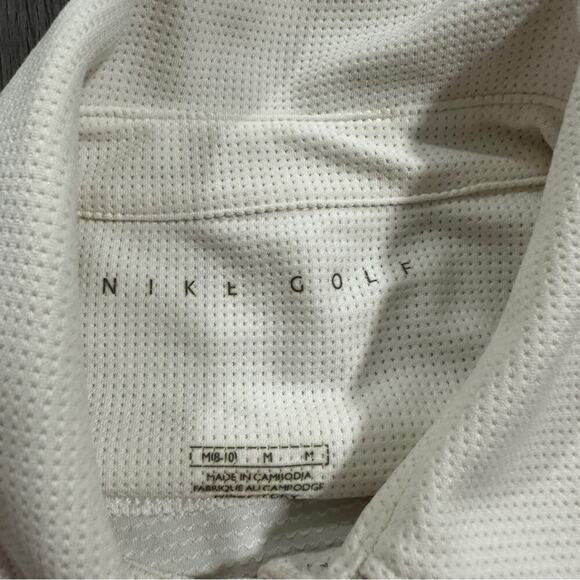 NIKE GOLF
M(8-10) M M
MADE IN CAMBODIA
FABRIQUE AU CAMBODGE